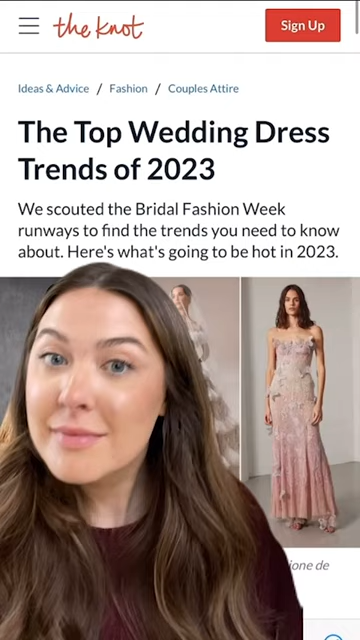 the knot
Sign Up
Ideas & Advice / Fashion / Couples Attire
The Top Wedding Dress
Trends of 2023
We scouted the Bridal Fashion Week
runways to find the trends you need to know
about. Here's what's going to be hot in 2023.
de